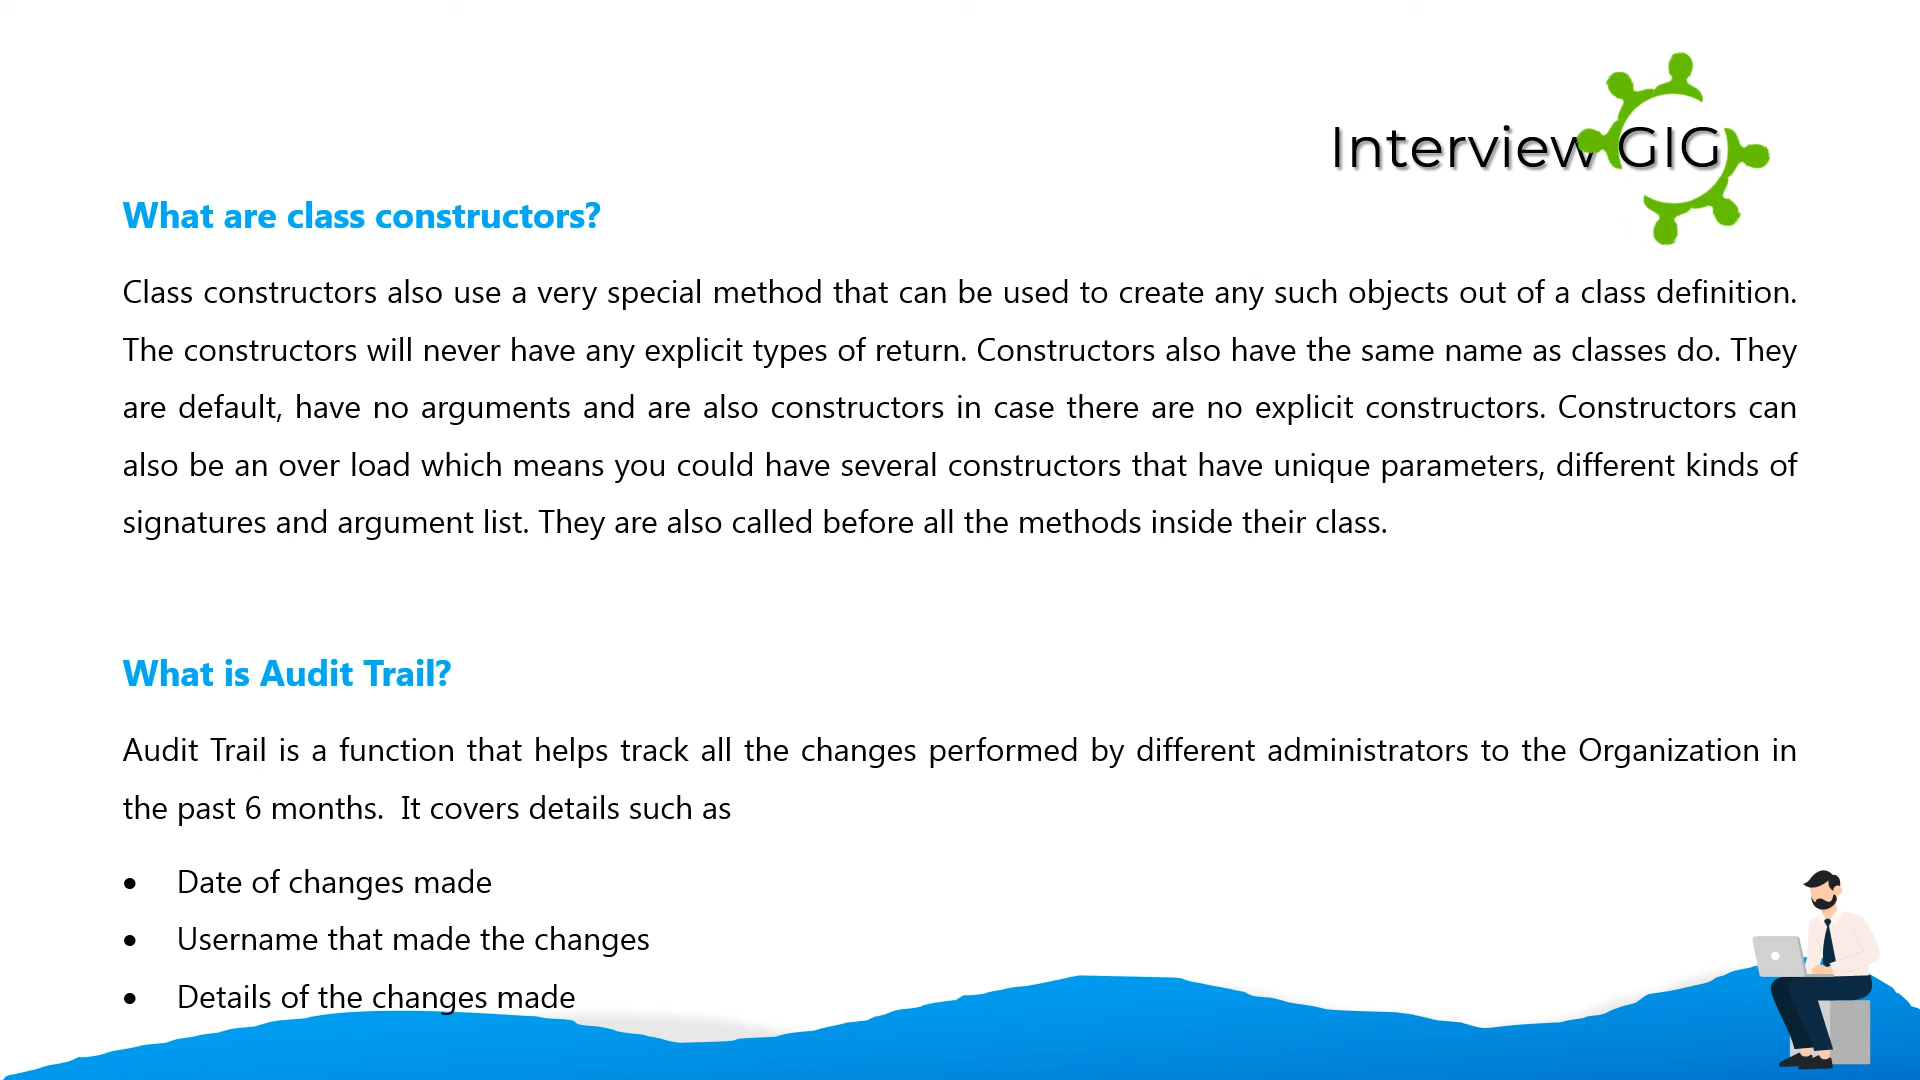 Interview GIG
What are class constructors?
Class constructors also use a very special method that can be used to create any such objects out of a class definition.
The constructors will never have any explicit types of return. Constructors also have the same name as classes do. They
are default, have no arguments and are also constructors in case there are no explicit constructors. Constructors can
also be an over load which means you could have several constructors that have unique parameters, different kinds of
signatures and argument list. They are also called before all the methods inside their class.
What is Audit Trail?
Audit Trail is a function that helps track all the changes performed by different administrators to the Organization in
the past 6 months.  It covers details such as
• Date of changes made
• Username that made the changes
• Details of the changes made